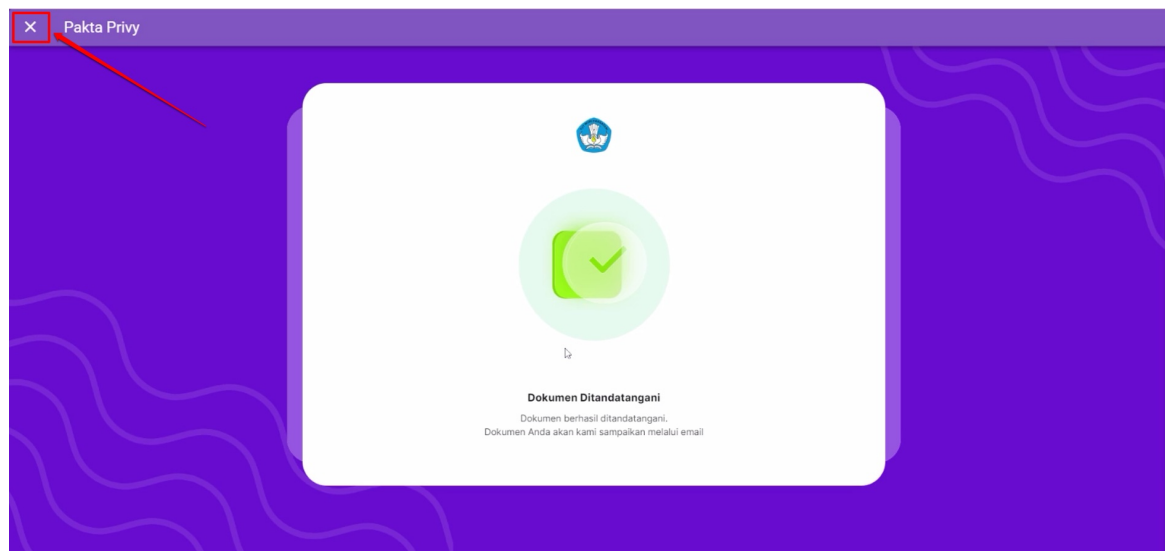 Pakta Privy
Dokumen Ditandatangani
Dokumen berhasil ditandatangani.
Dokumen Anda akan kami sampaikan melalui email